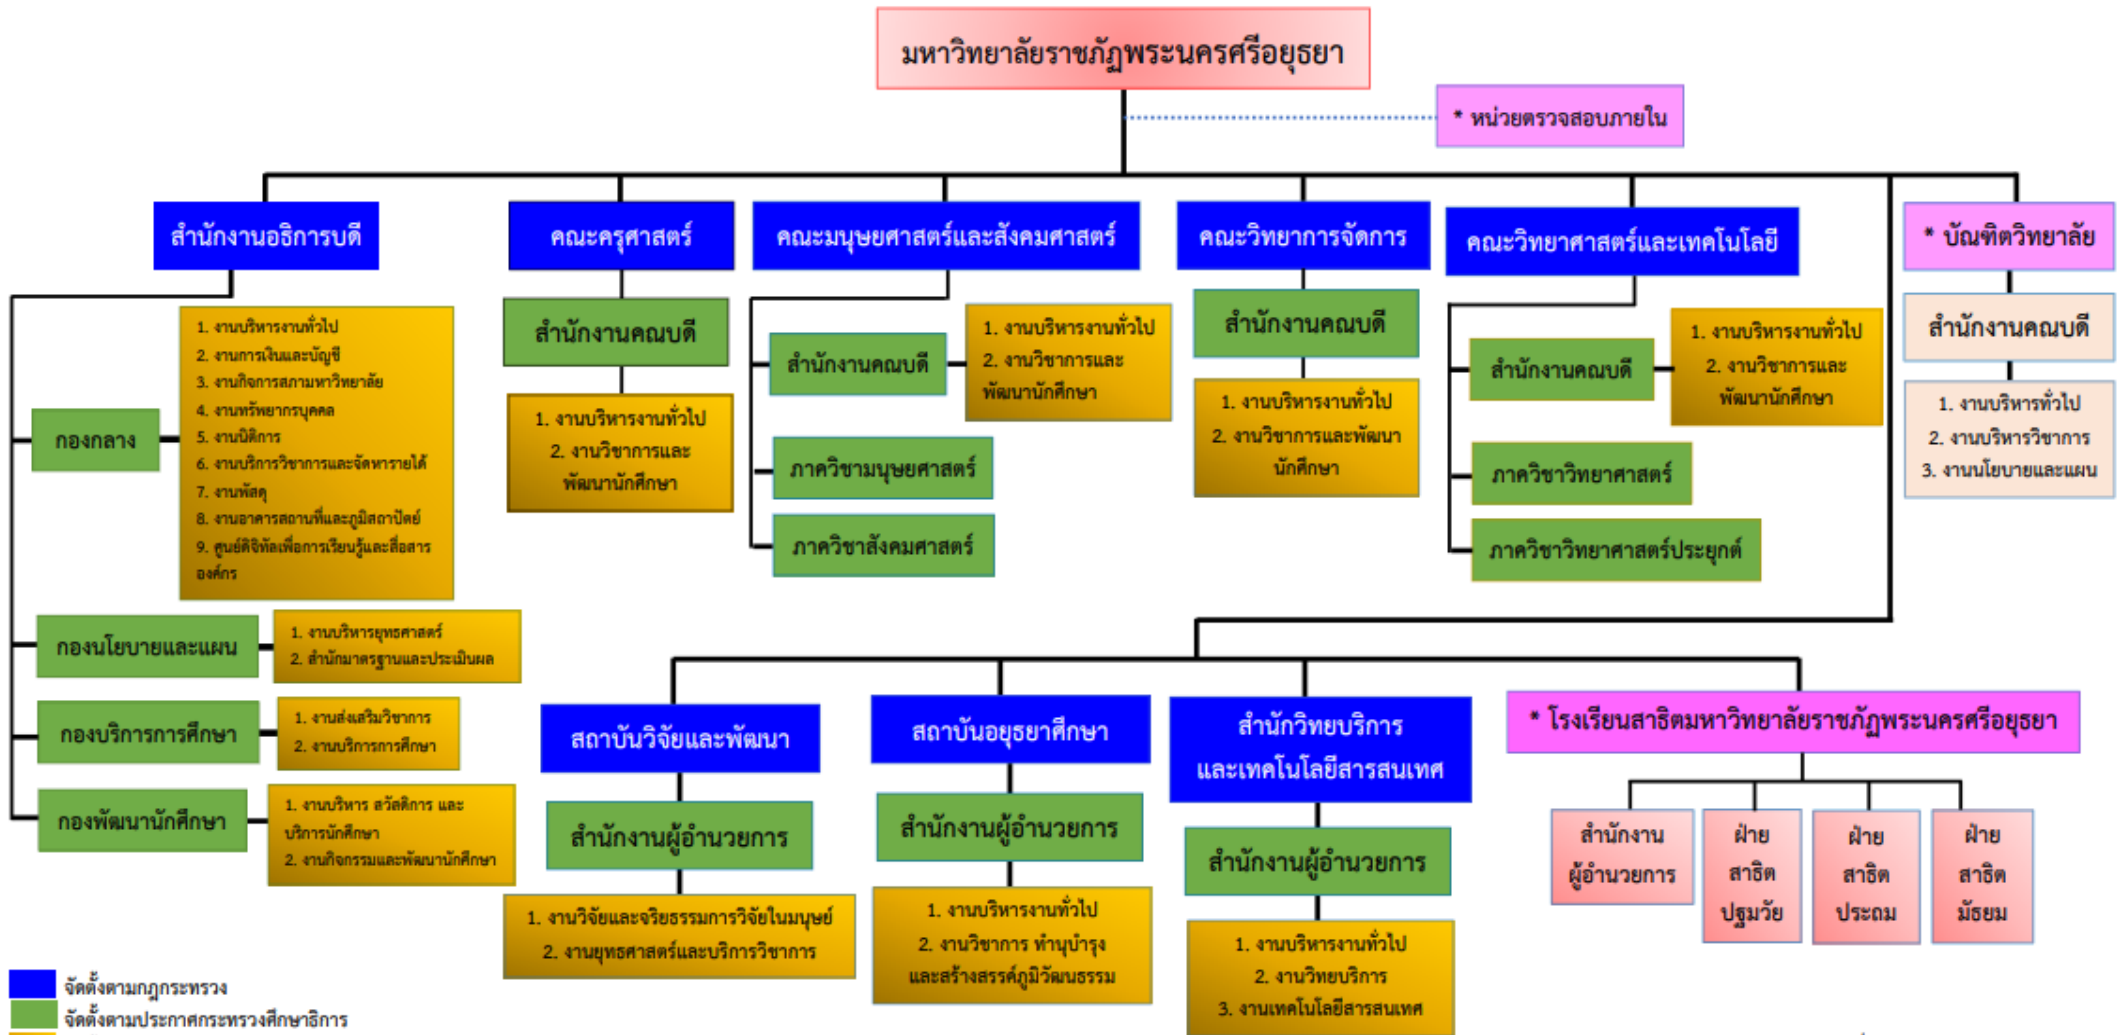 มหาวิทยาลัยราชภัฏพระนครศรีอยุธยา
* หน่วยตรวจสอบภายใน
สำนักงานอธิการบดี
กองกลาง
1. งานบริหารงานทั่วไป
2. งานการเงินและบัญชี
3. งานกิจการสภามหาวิทยาลัย
4. งานทรัพยากรบุคคล
5. งานนิติการ
6. งานบริการวิชาการและจัดหารายได้
7. งานพัสดุ
8. งานอาคารสถานที่และภูมิสถาปัตย์
9. ศูนย์ดิจิทัลเพื่อการเรียนรู้และสื่อสาร
องค์กร
กองนโยบายและแผน
1. งานบริหารยุทธศาสตร์
2. สำนักมาตรฐานและประเมินผล
กองบริการการศึกษา
1. งานส่งเสริมวิชาการ
2. งานบริการการศึกษา
กองพัฒนานักศึกษา
1. งานบริหาร สวัสดิการ และ
บริการนักศึกษา
2. งานกิจกรรมและพัฒนานักศึกษา
คณะครุศาสตร์
สำนักงานคณบดี
1. งานบริหารงานทั่วไป
2. งานวิชาการและ
พัฒนานักศึกษา
คณะมนุษยศาสตร์และสังคมศาสตร์
สำนักงานคณบดี
1. งานบริหารงานทั่วไป
2. งานวิชาการและ
พัฒนานักศึกษา
ภาควิชามนุษยศาสตร์
ภาควิชาสังคมศาสตร์
คณะวิทยาการจัดการ
สำนักงานคณบดี
1. งานบริหารงานทั่วไป
2. งานวิชาการและพัฒนา
นักศึกษา
คณะวิทยาศาสตร์และเทคโนโลยี
สำนักงานคณบดี
1. งานบริหารงานทั่วไป
2. งานวิชาการและ
พัฒนานักศึกษา
ภาควิชาวิทยาศาสตร์
ภาควิชาวิทยาศาสตร์ประยุกต์
* บัณฑิตวิทยาลัย
สำนักงานคณบดี
1. งานบริหารทั่วไป
2. งานบริหารวิชาการ
3. งานนโยบายและแผน
สถาบันวิจัยและพัฒนา
สำนักงานผู้อำนวยการ
1. งานวิจัยและจริยธรรมการวิจัยในมนุษย์
2. งานยุทธศาสตร์และบริการวิชาการ
สถาบันอยุธยาศึกษา
สำนักงานผู้อำนวยการ
1. งานบริหารงานทั่วไป
2. งานวิชาการ ทำนุบำรุง
และสร้างสรรค์ภูมิวัฒนธรรม
สำนักวิทยบริการ
และเทคโนโลยีสารสนเทศ
สำนักงานผู้อำนวยการ
1. งานบริหารงานทั่วไป
2. งานวิทยบริการ
3. งานเทคโนโลยีสารสนเทศ
* โรงเรียนสาธิตมหาวิทยาลัยราชภัฏพระนครศรีอยุธยา
สำนักงาน
ผู้อำนวยการ
ฝ่าย
สาธิต
ปฐมวัย
ฝ่าย
สาธิต
ประถม
ฝ่าย
สาธิต
มัธยม
จัดตั้งตามกฎกระทรวง
จัดตั้งตามประกาศกระทรวงศึกษาธิการ